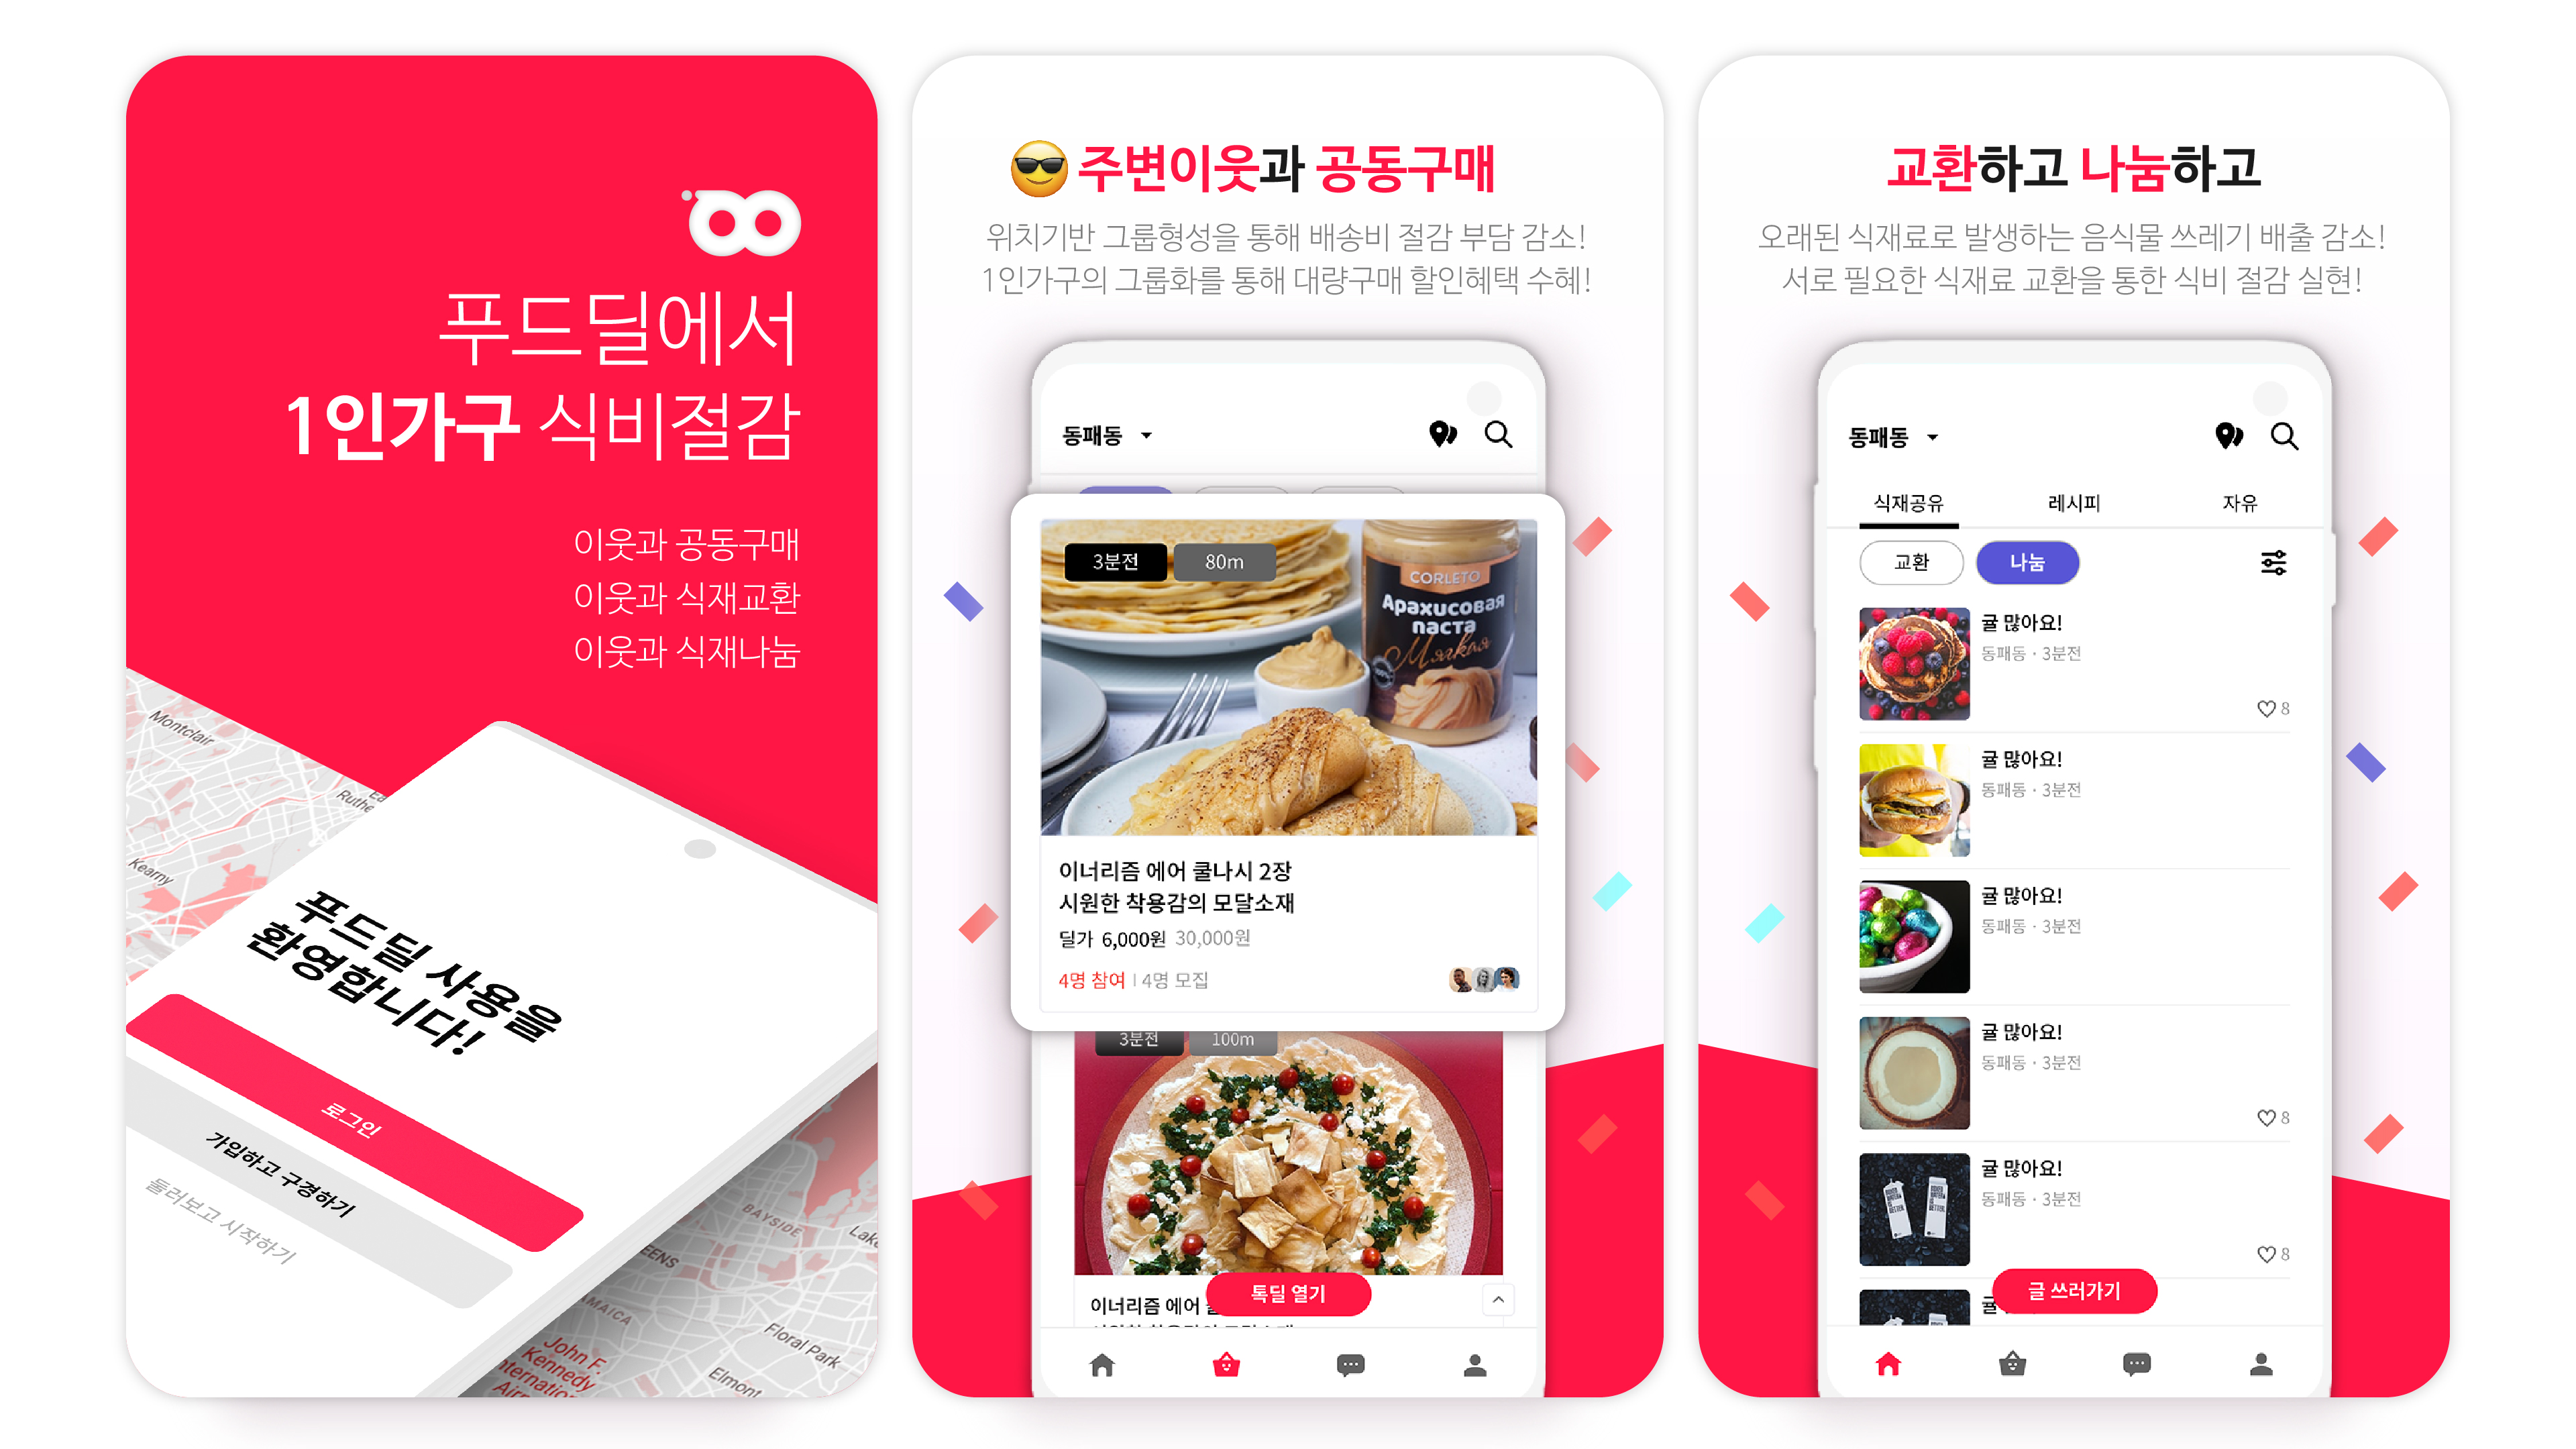 푸드딜에서
1인가구 식비절감
이웃과 공동구매
이웃과 식재교환
이웃과 식재나눔
Montclair
Ruthe
Ed
Kearny
푸드딜 사용을
환영합니다!
로그인
가입하고 구경하기
둘러보고 시작하기
BAYSIDE
Lake
EENS
AMAICA
John F.
Kennedy
nternatio
Airp
Floral Park
Elmont
주변이웃과 공동구매
위치기반 그룹형성을 통해 배송비 절감 부담 감소!
1인가구의 그룹화를 통해 대량구매 할인혜택 수혜!
동패동
3분전 80m
CORLETO
Арахисовая
паста
Мягкая
이너리즘 에어 쿨나시 2장
시원한 착용감의 모달소재
딜가 6,000원 30,000원
4명 참여 | 4명 모집
3분전 100m
이너리즘 에어
톡딜 열기
교환하고 나눔하고
오래된 식재료로 발생하는 음식물 쓰레기 배출 감소!
서로 필요한 식재료 교환을 통한 식비 절감 실현!
동패동
식재공유 레시피 자유
교환 나눔
귤 많아요!
동패동 · 3분전
8
귤 많아요!
동패동 · 3분전
귤 많아요!
동패동 · 3분전
귤 많아요!
동패동 · 3분전
8
귤 많아요!
동패동 · 3분전
8
귤
글 쓰러가기